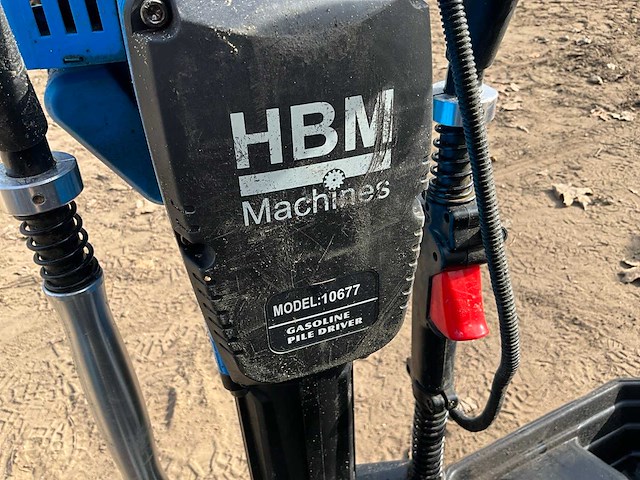 HBM
Machines
MODEL:10677
GASOLINE
PILE DRIVER